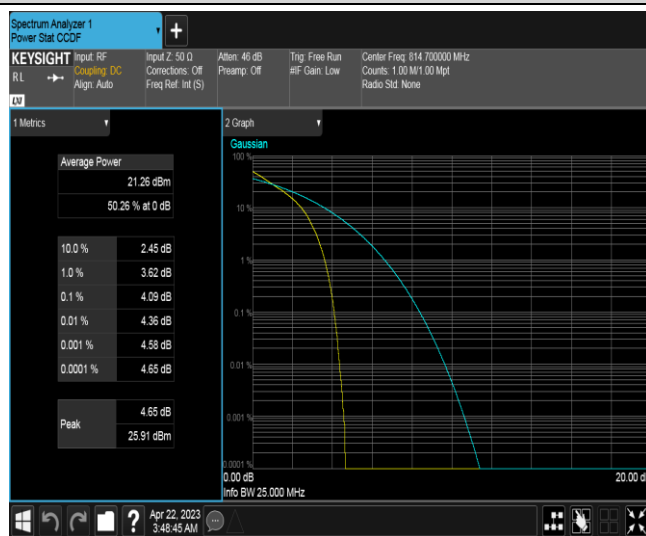 Spectrum Analyzer 1
Power Stat CCDF
+
KEYSIGHT
RL
LXI
Input: RF
Coupling: DC
Align: Auto
Input Z: 50 Ω
Corrections: Off
Freq Ref: Int (S)
Atten: 46 dB
Preamp: Off
Trig: Free Run
#IF Gain: Low
Center Freq: 814.700000 MHz
Counts: 1.00 M/1.00 Mpt
Radio Std: None
1 Metrics
Average Power
21.26 dBm
50.26 % at 0 dB
10.0 % 2.45 dB
1.0 % 3.62 dB
0.1 % 4.09 dB
0.01 % 4.36 dB
0.001 % 4.58 dB
0.0001 % 4.65 dB
Peak
4.65 dB
25.91 dBm
2 Graph
Gaussian
100 %
10 %
1 %
0.1 %
0.01 %
0.001 %
0.0001 %
0.00 dB
20.00 d
Info BW 25.000 MHz
?
Apr 22, 2023
3:48:45 AM